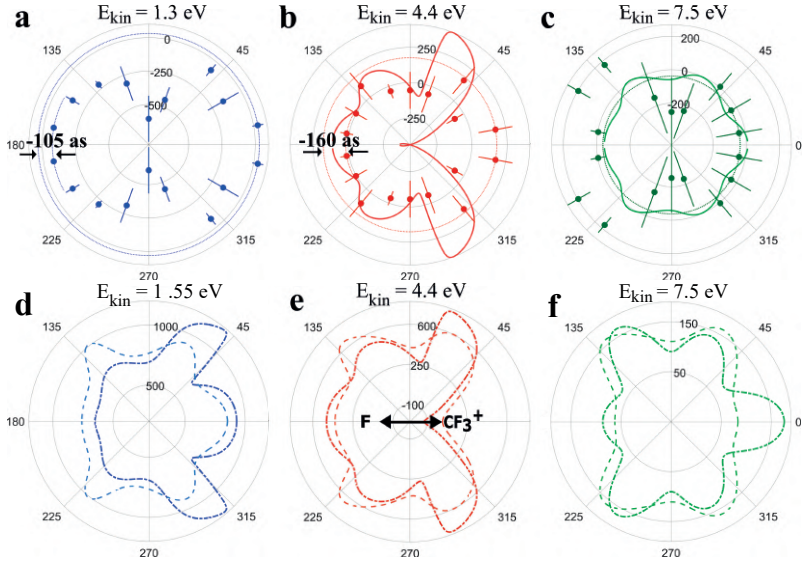 a E_kin = 1.3 eV
135 0 45
-250
-500
180 -105 as
225 315
270
b E_kin = 4.4 eV
135 250 45
0
-250
-160 as
225 315
270
c E_kin = 7.5 eV
135 200 45
0
-200
0
225 315
270
d E_kin = 1 .55 eV
135 1000 45
500
180
225 315
270
e E_kin = 4.4 eV
135 600 45
250
-100
F CF3+
225 315
270
f E_kin = 7.5 eV
135 150 45
50
0
225 315
270